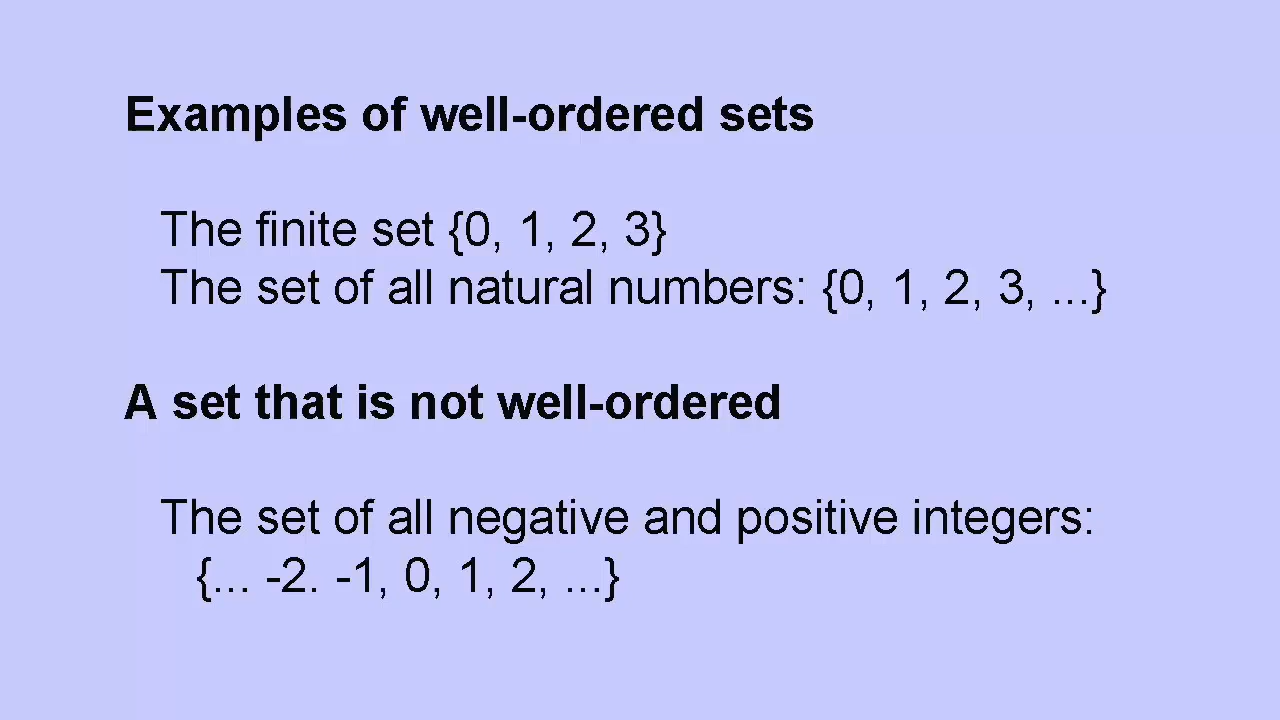 Examples of well-ordered sets
The finite set {0, 1, 2, 3}
The set of all natural numbers: {0, 1, 2, 3, ...}
A set that is not well-ordered
The set of all negative and positive integers:
{... -2. -1, 0, 1, 2, ...}